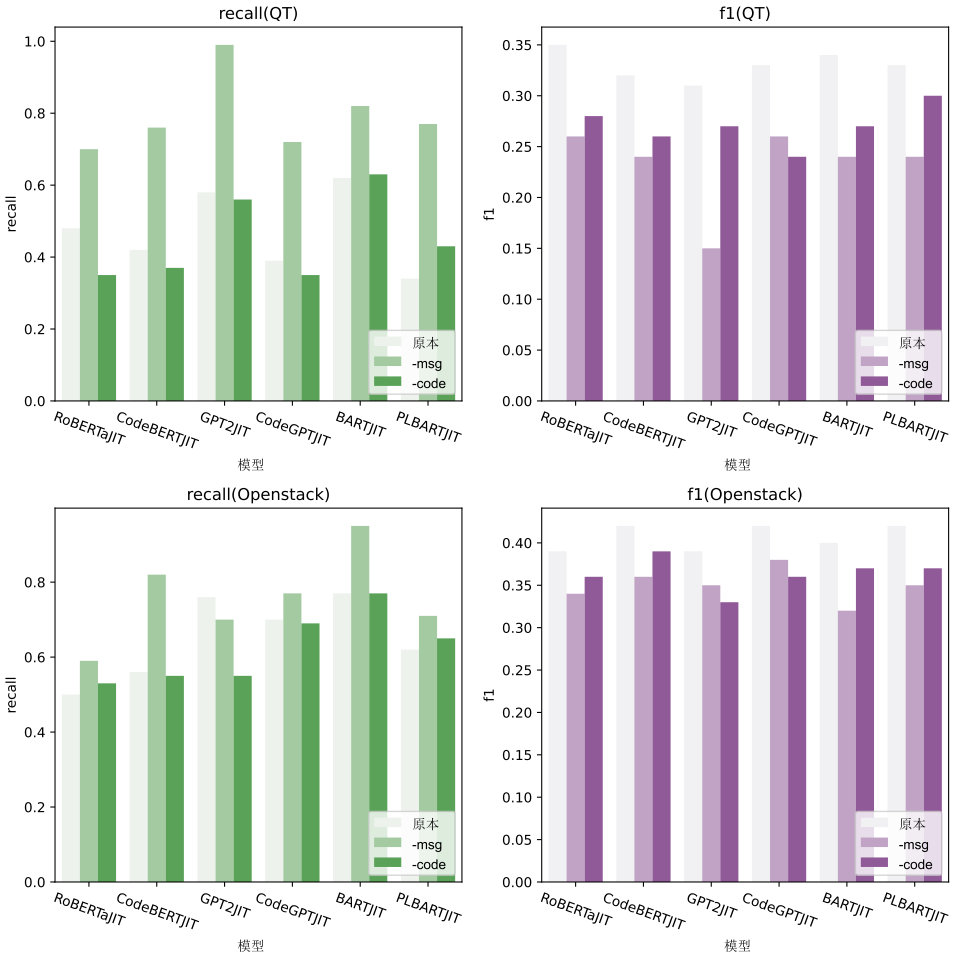 recall(QT)
recall
1.0
0.8
0.6
0.4
0.2
0.0
原本
-msg
-code
RoBERTaJIT
CodeBERTJIT
GPT2JIT
CodeGPTJIT
BARTJIT
PLBARTJIT
模型
f1(QT)
f1
0.35
0.30
0.25
0.20
0.15
0.10
0.05
0.00
原本
-msg
-code
RoBERTaJIT
CodeBERTJIT
GPT2JIT
CodeGPTJIT
BARTJIT
PLBARTJIT
模型
recall(Openstack)
recall
0.8
0.6
0.4
0.2
0.0
原本
-msg
-code
RoBERTaJIT
CodeBERTJIT
GPT2JIT
CodeGPTJIT
BARTJIT
PLBARTJIT
模型
f1(Openstack)
f1
0.40
0.35
0.30
0.25
0.20
0.15
0.10
0.05
0.00
原本
-msg
-code
RoBERTaJIT
CodeBERTJIT
GPT2JIT
CodeGPTJIT
BARTJIT
PLBARTJIT
模型